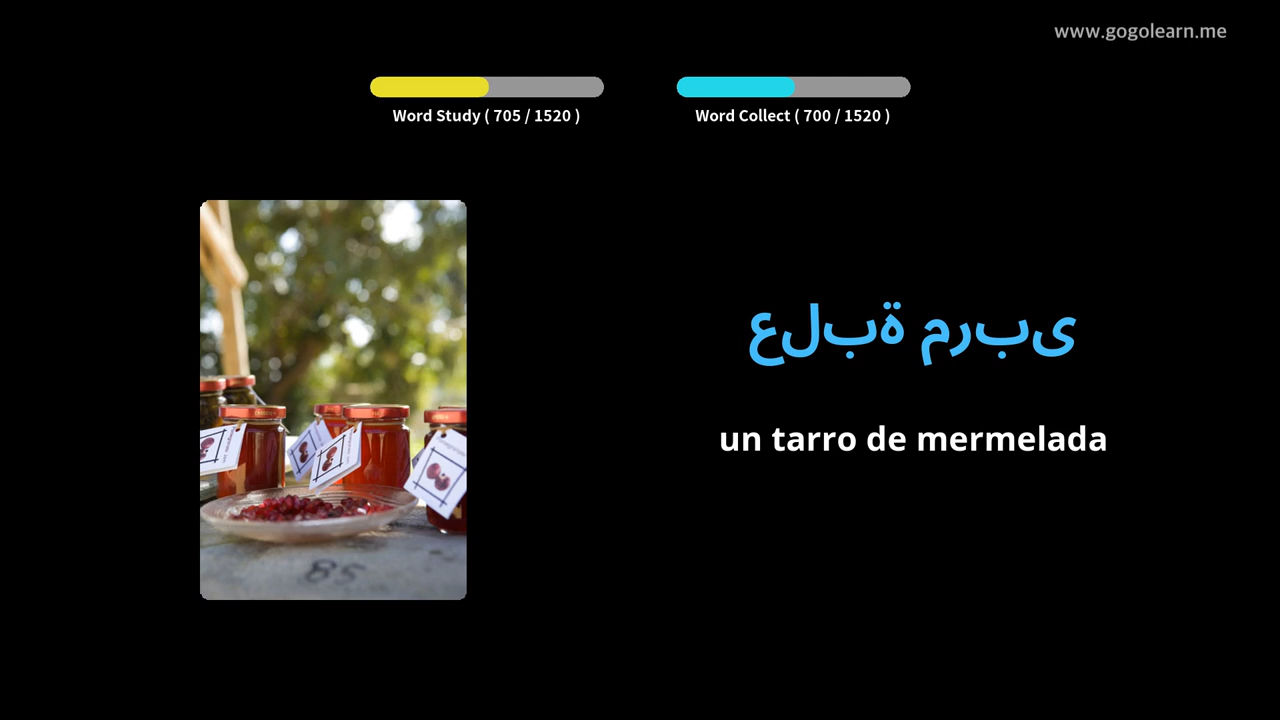 www.gogolearn.me
Word Study ( 705 / 1520 )
Word Collect ( 700 / 1520 )
علبة مربى
un tarro de mermelada
85